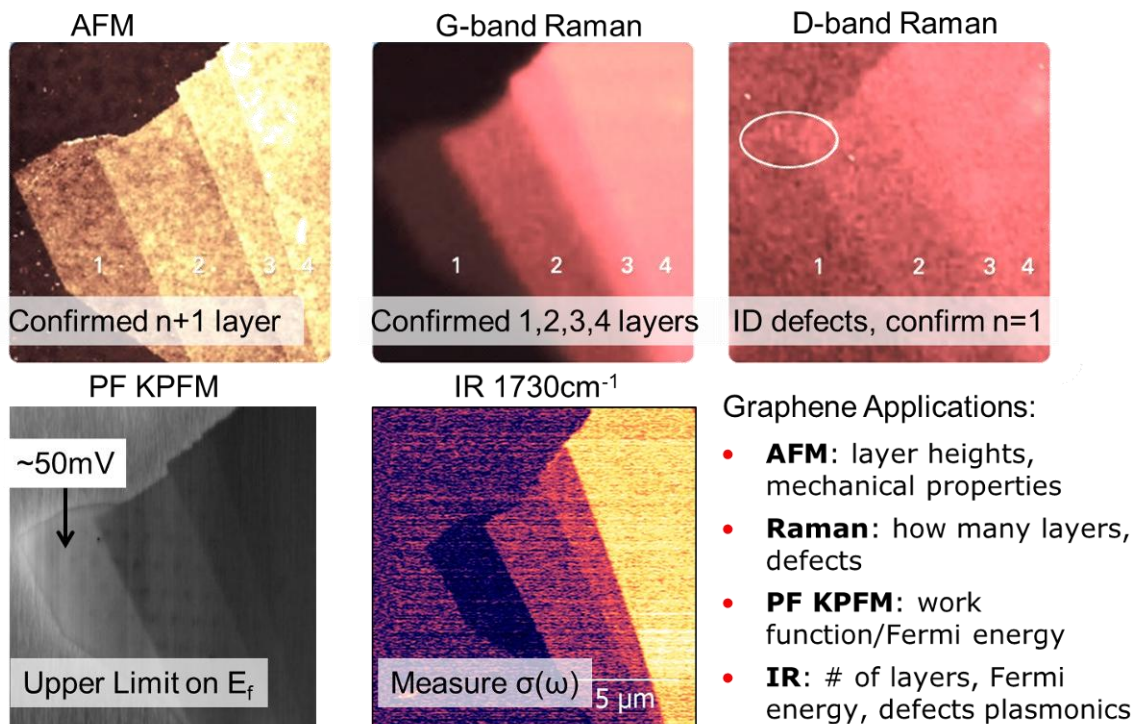 AFM
Confirmed n+1 layer
1
2
3
4
G-band Raman
Confirmed 1,2,3,4 layers
1
2
3
4
D-band Raman
ID defects, confirm n=1
1
2
3
4
PF KPFM
~50mV
Upper Limit on E_f
IR 1730cm⁻¹
Measure σ(ω)
5 µm
Graphene Applications:
• AFM: layer heights,
mechanical properties
• Raman: how many layers,
defects
• PF KPFM: work
function/Fermi energy
• IR: # of layers, Fermi
energy, defects plasmonics